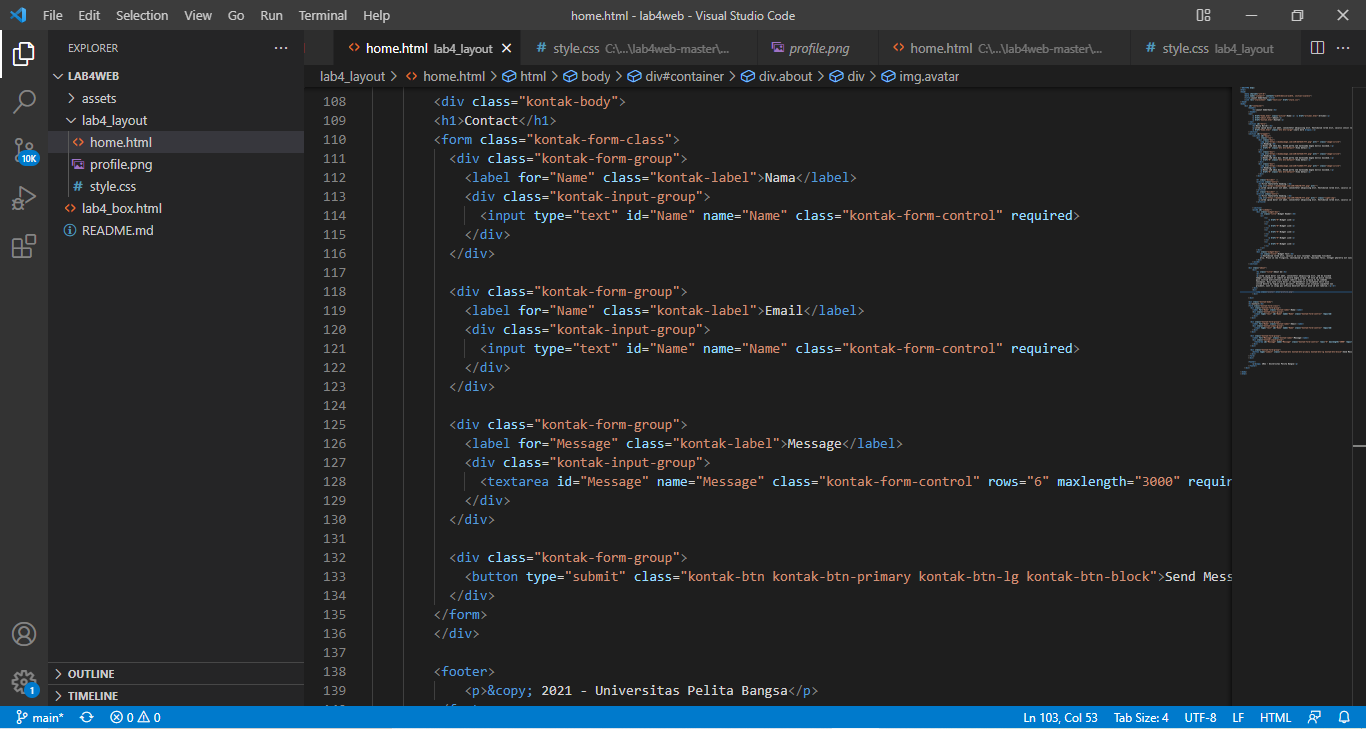 File Edit Selection View Go Run Terminal Help home.html - lab4web - Visual Studio Code
EXPLORER
home.html lab4_layout
style.css C:\...\lab4web-master\...
profile.png
home.html C:\...\lab4web-master\...
style.css lab4_layout
lab4_layout > home.html > html > body > div#container > div.about > div > img.avatar
LAB4WEB
assets
lab4_layout
home.html
profile.png
style.css
lab4_box.html
README.md
OUTLINE
TIMELINE
10K
1
108 <div class="kontak-body">
109 <h1>Contact</h1>
110 <form class="kontak-form-class">
111 <div class="kontak-form-group">
112 <label for="Name" class="kontak-label">Nama</label>
113 <div class="kontak-input-group">
114 <input type="text" id="Name" name="Name" class="kontak-form-control" required>
115 </div>
116 </div>
117
118 <div class="kontak-form-group">
119 <label for="Name" class="kontak-label">Email</label>
120 <div class="kontak-input-group">
121 <input type="text" id="Name" name="Name" class="kontak-form-control" required>
122 </div>
123 </div>
124
125 <div class="kontak-form-group">
126 <label for="Message" class="kontak-label">Message</label>
127 <div class="kontak-input-group">
128 <textarea id="Message" name="Message" class="kontak-form-control" rows="6" maxlength="3000" requir
129 </div>
130 </div>
131
132 <div class="kontak-form-group">
133 <button type="submit" class="kontak-btn kontak-btn-primary kontak-btn-lg kontak-btn-block">Send Mess
134 </div>
135 </form>
136 </div>
137
138 <footer>
139 <p>&copy; 2021 - Universitas Pelita Bangsa</p>
main* 0 0 Ln 103, Col 53 Tab Size: 4 UTF-8 LF HTML